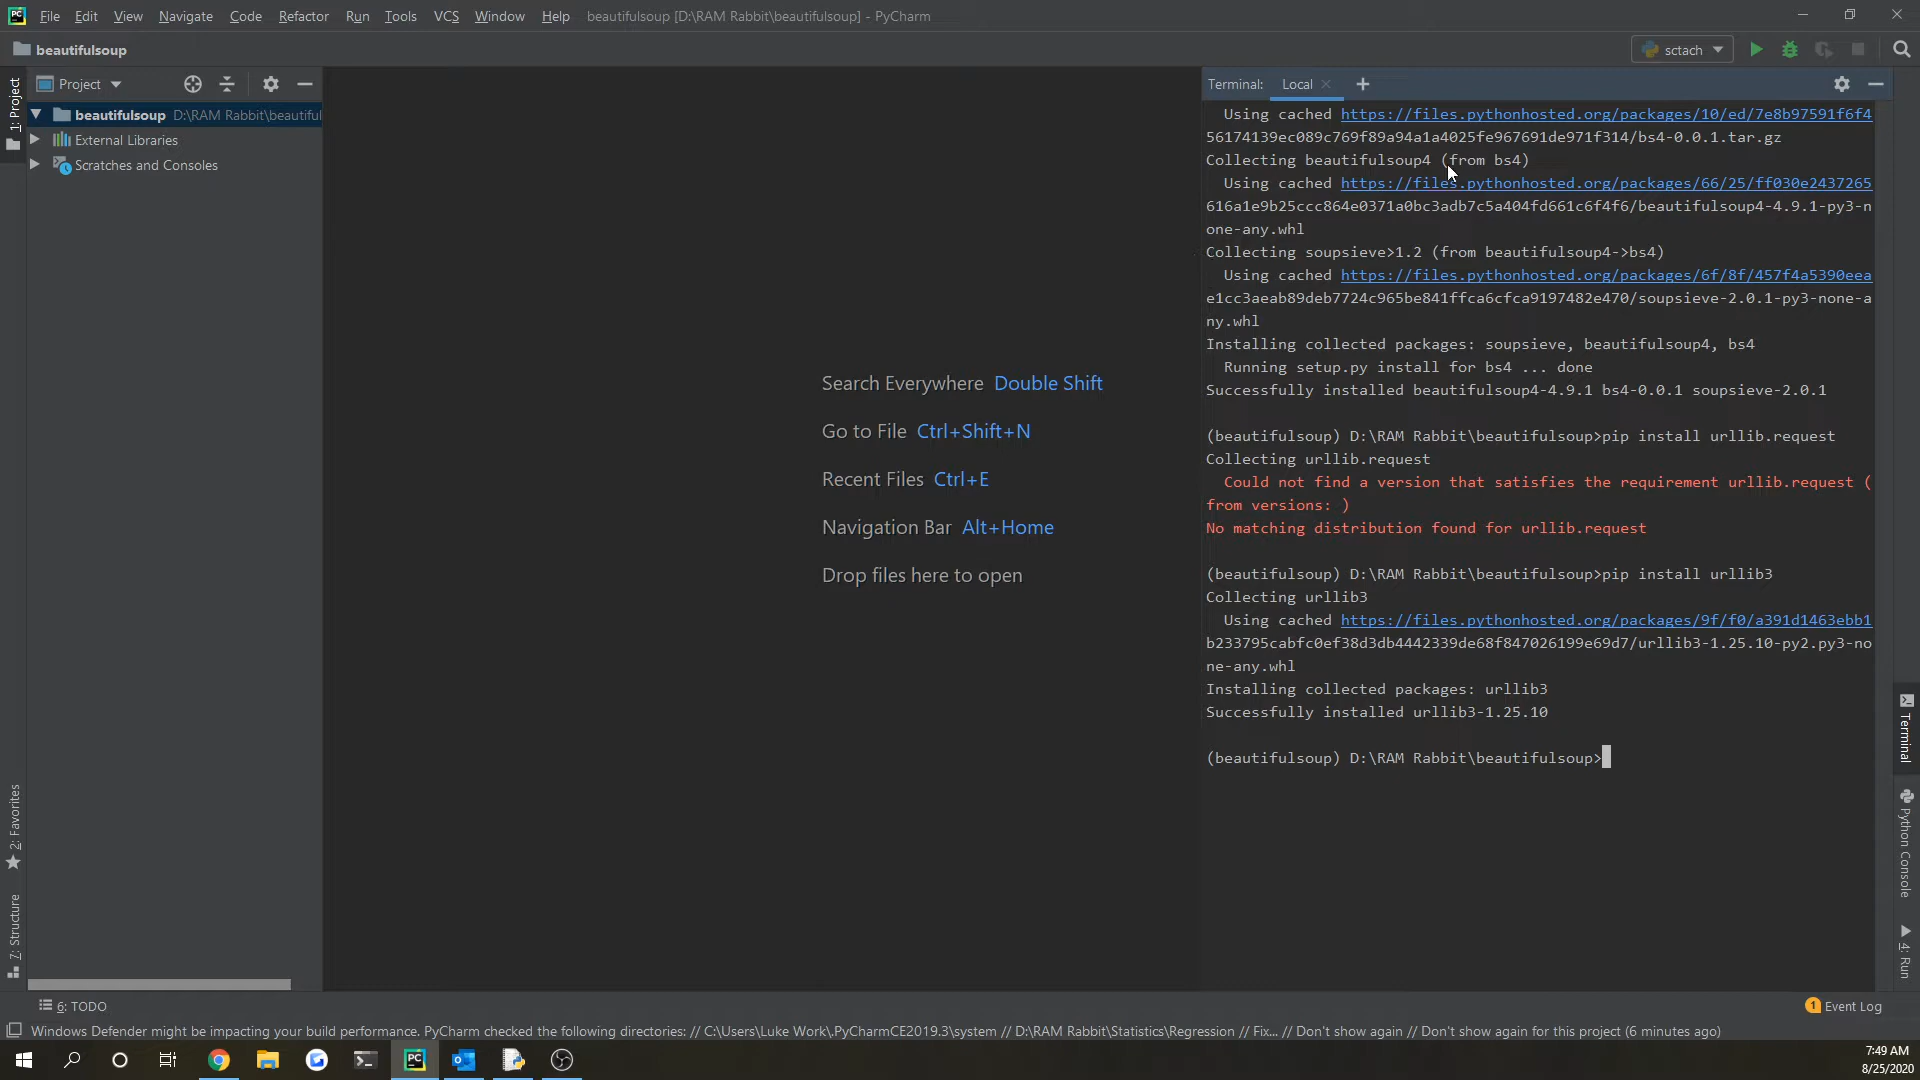 PC File Edit View Navigate Code Refactor Run Tools VCS Window Help beautifulsoup [D:\RAM Rabbit\beautifulsoup] - PyCharm
beautifulsoup
sctach
1: Project
Project
Terminal: Local
beautifulsoup D:\RAM Rabbit\beautiful
External Libraries
Scratches and Consoles
Search Everywhere Double Shift
Go to File Ctrl+Shift+N
Recent Files Ctrl+E
Navigation Bar Alt+Home
Drop files here to open
Using cached https://files.pythonhosted.org/packages/10/ed/7e8b97591f6f4
56174139ec089c769f89a94a1a4025fe967691de971f314/bs4-0.0.1.tar.gz
Collecting beautifulsoup4 (from bs4)
Using cached https://files.pythonhosted.org/packages/66/25/ff030e2437265
616a1e9b25ccc864e0371a0bc3adb7c5a404fd661c6f4f6/beautifulsoup4-4.9.1-py3-n
one-any.whl
Collecting soupsieve>1.2 (from beautifulsoup4->bs4)
Using cached https://files.pythonhosted.org/packages/6f/8f/457f4a5390eea
e1cc3aeab89deb7724c965be841ffca6cfca9197482e470/soupsieve-2.0.1-py3-none-a
ny.whl
Installing collected packages: soupsieve, beautifulsoup4, bs4
Running setup.py install for bs4 ... done
Successfully installed beautifulsoup4-4.9.1 bs4-0.0.1 soupsieve-2.0.1
(beautifulsoup) D:\RAM Rabbit\beautifulsoup>pip install urllib.request
Collecting urllib.request
Could not find a version that satisfies the requirement urllib.request (
from versions: )
No matching distribution found for urllib.request
(beautifulsoup) D:\RAM Rabbit\beautifulsoup>pip install urllib3
Collecting urllib3
Using cached https://files.pythonhosted.org/packages/9f/f0/a391d1463ebb1
b233795cabfc0ef38d3db4442339de68f847026199e69d7/urllib3-1.25.10-py2.py3-no
ne-any.whl
Installing collected packages: urllib3
Successfully installed urllib3-1.25.10
(beautifulsoup) D:\RAM Rabbit\beautifulsoup>
Terminal
Python Console
4: Run
2: Favorites
7: Structure
6: TODO
1 Event Log
Windows Defender might be impacting your build performance. PyCharm checked the following directories: // C:\Users\Luke Work\.PyCharmCE2019.3\system // D:\RAM Rabbit\Statistics\Regression // Fix... // Don't show again // Don't show again for this project (6 minutes ago)
PC
7:49 AM
8/25/2020